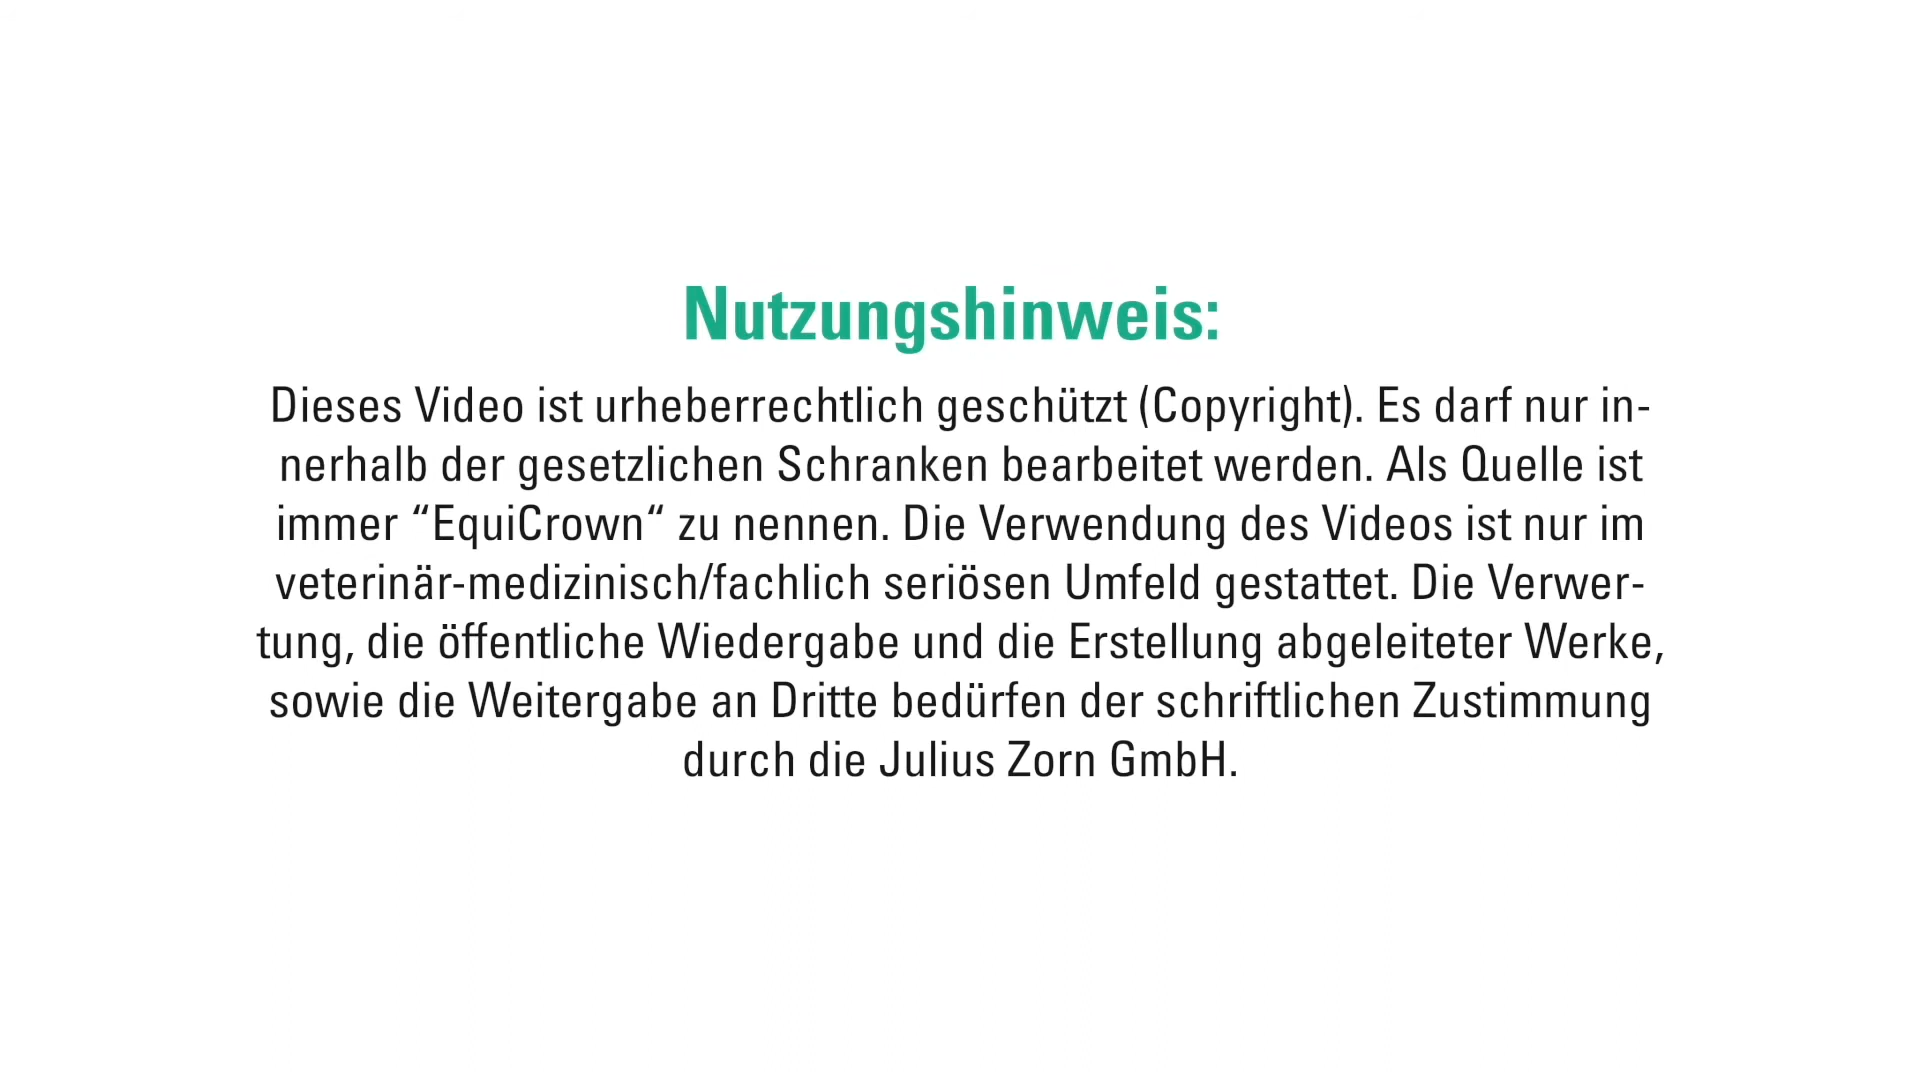 Nutzungshinweis:
Dieses Video ist urheberrechtlich geschützt (Copyright). Es darf nur in-
nerhalb der gesetzlichen Schranken bearbeitet werden. Als Quelle ist
immer “EquiCrown“ zu nennen. Die Verwendung des Videos ist nur im
veterinär-medizinisch/fachlich seriösen Umfeld gestattet. Die Verwer-
tung, die öffentliche Wiedergabe und die Erstellung abgeleiteter Werke,
sowie die Weitergabe an Dritte bedürfen der schriftlichen Zustimmung
durch die Julius Zorn GmbH.